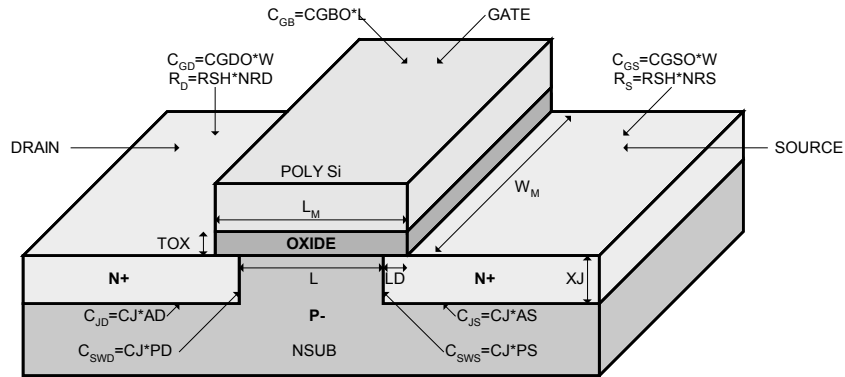 C_GB=CGBO*L
GATE
C_GD=CGDO*W
R_D=RSH*NRD
C_GS=CGSO*W
R_S=RSH*NRS
DRAIN
SOURCE
POLY Si
W_M
L_M
TOX
OXIDE
N+
L
LD
N+
XJ
C_JD=CJ*AD
P-
C_JS=CJ*AS
C_SWD=CJ*PD
NSUB
C_SWS=CJ*PS